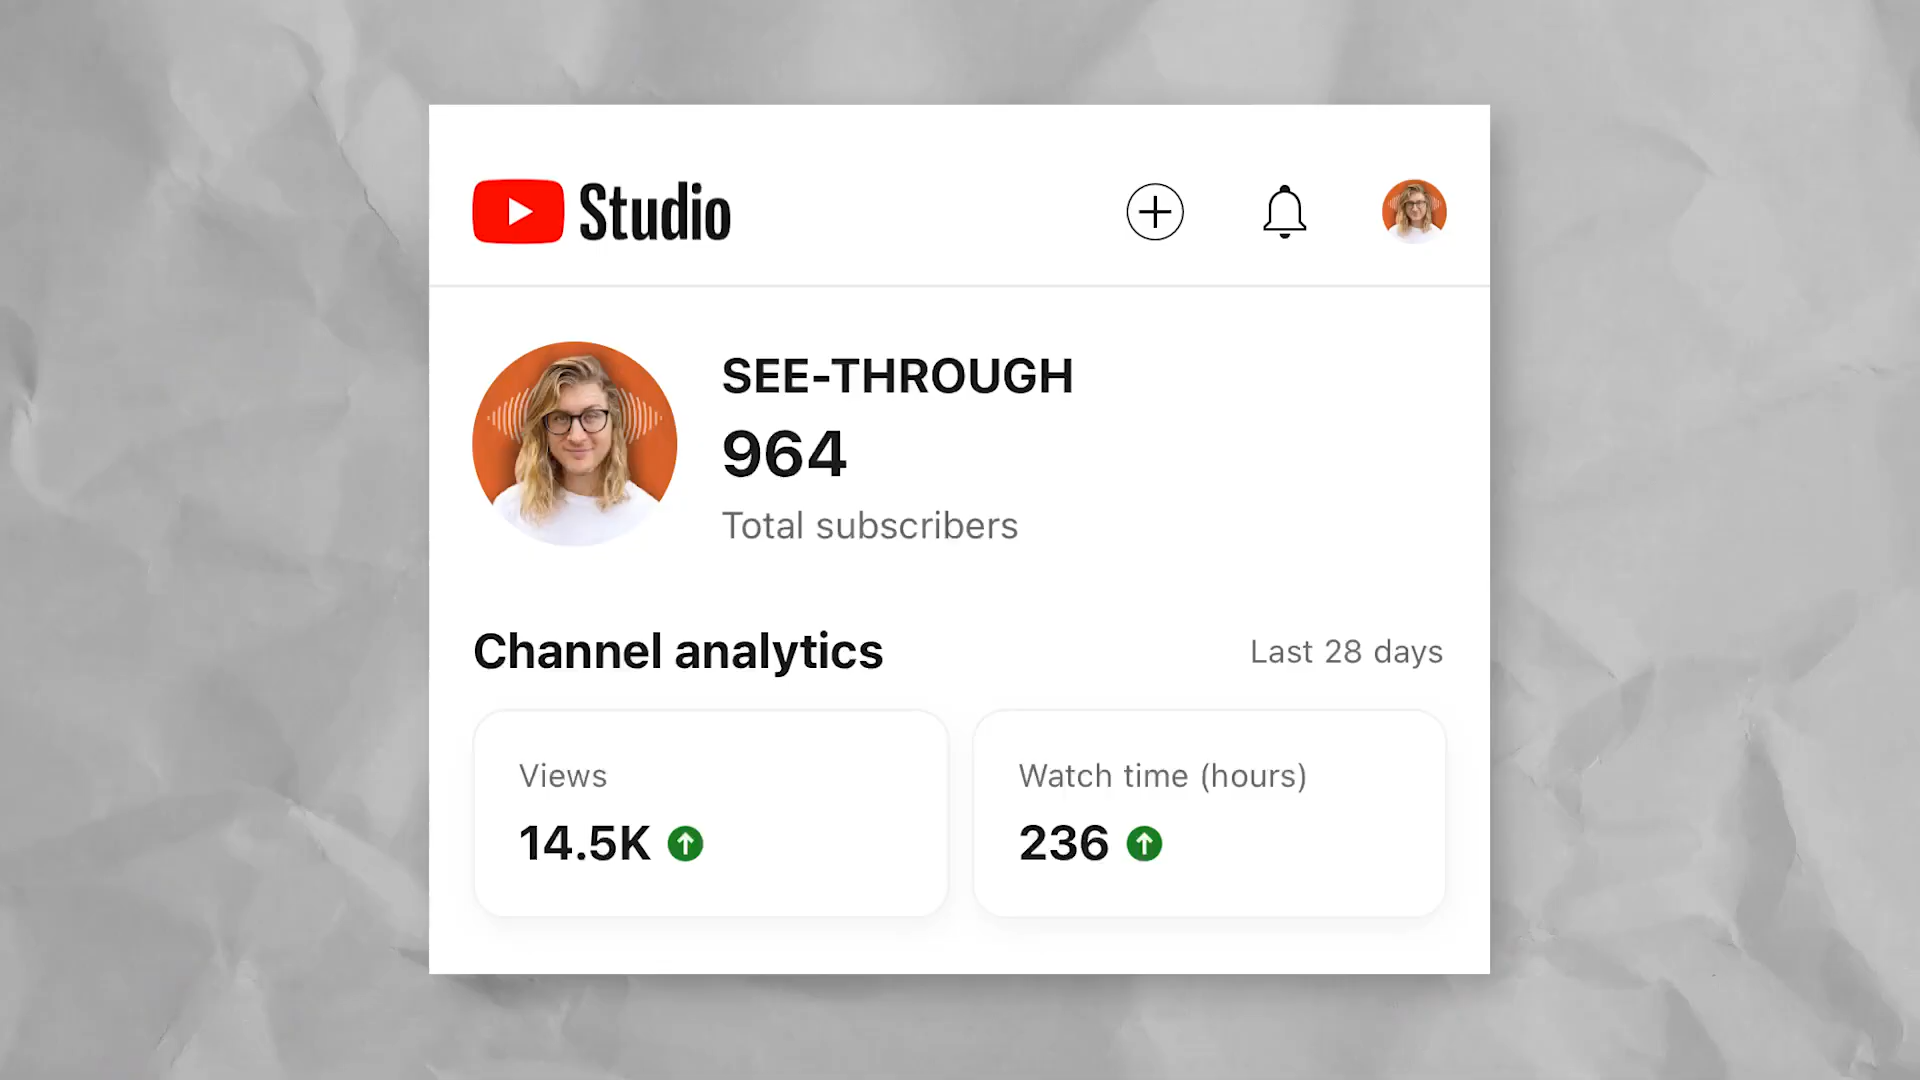 Studio
SEE-THROUGH
964
Total subscribers
Channel analytics
Last 28 days
Views
Watch time (hours)
14.5K
236